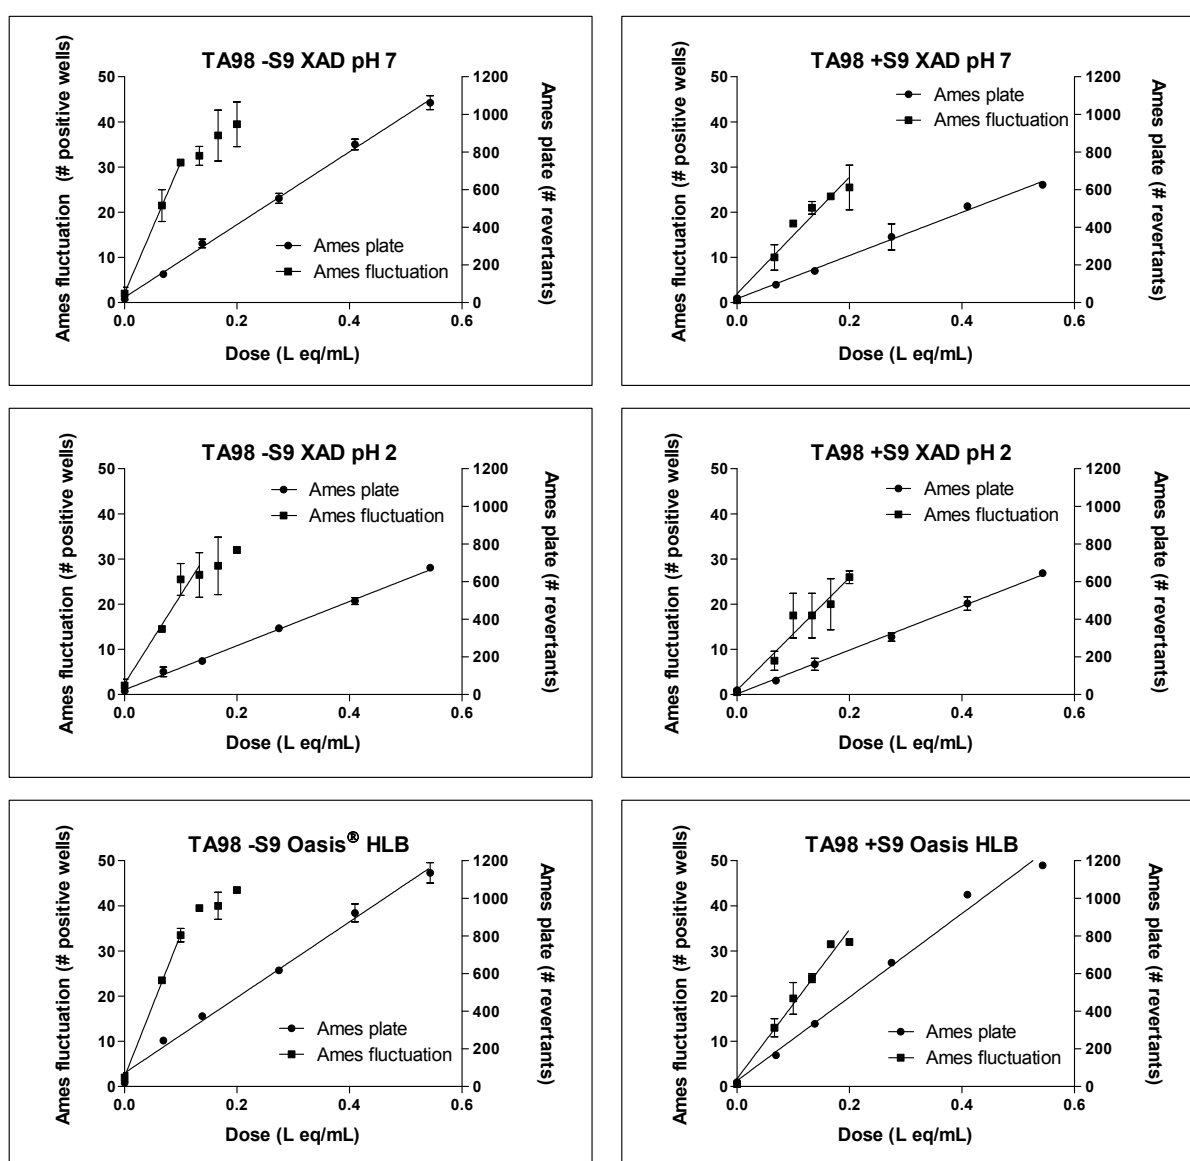 TA98 -S9 XAD pH 7
Ames fluctuation (# positive wells)
50
40
30
20
10
0
1200
1000
800
600
400
200
0
Ames plate (# revertants)
Ames plate
Ames fluctuation
0.0 0.2 0.4 0.6
Dose (L eq/mL)
TA98 +S9 XAD pH 7
Ames fluctuation (# positive wells)
50
40
30
20
10
0
1200
1000
800
600
400
200
0
Ames plate (# revertants)
Ames plate
Ames fluctuation
0.0 0.2 0.4 0.6
Dose (L eq/mL)
TA98 -S9 XAD pH 2
Ames fluctuation (# positive wells)
50
40
30
20
10
0
1200
1000
800
600
400
200
0
Ames plate (# revertants)
Ames plate
Ames fluctuation
0.0 0.2 0.4 0.6
Dose (L eq/mL)
TA98 +S9 XAD pH 2
Ames fluctuation (# positive wells)
50
40
30
20
10
0
1200
1000
800
600
400
200
0
Ames plate (# revertants)
Ames plate
Ames fluctuation
0.0 0.2 0.4 0.6
Dose (L eq/mL)
TA98 -S9 Oasis® HLB
Ames fluctuation (# positive wells)
50
40
30
20
10
0
1200
1000
800
600
400
200
0
Ames plate (# revertants)
Ames plate
Ames fluctuation
0.0 0.2 0.4 0.6
Dose (L eq/mL)
TA98 +S9 Oasis HLB
Ames fluctuation (# positive wells)
50
40
30
20
10
0
1200
1000
800
600
400
200
0
Ames plate (# revertants)
Ames plate
Ames fluctuation
0.0 0.2 0.4 0.6
Dose (L eq/mL)